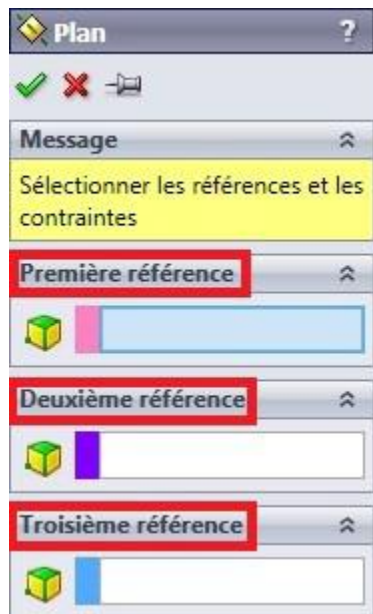 Plan ?
Message
Sélectionner les références et les
contraintes
Première référence
Deuxième référence
Troisième référence